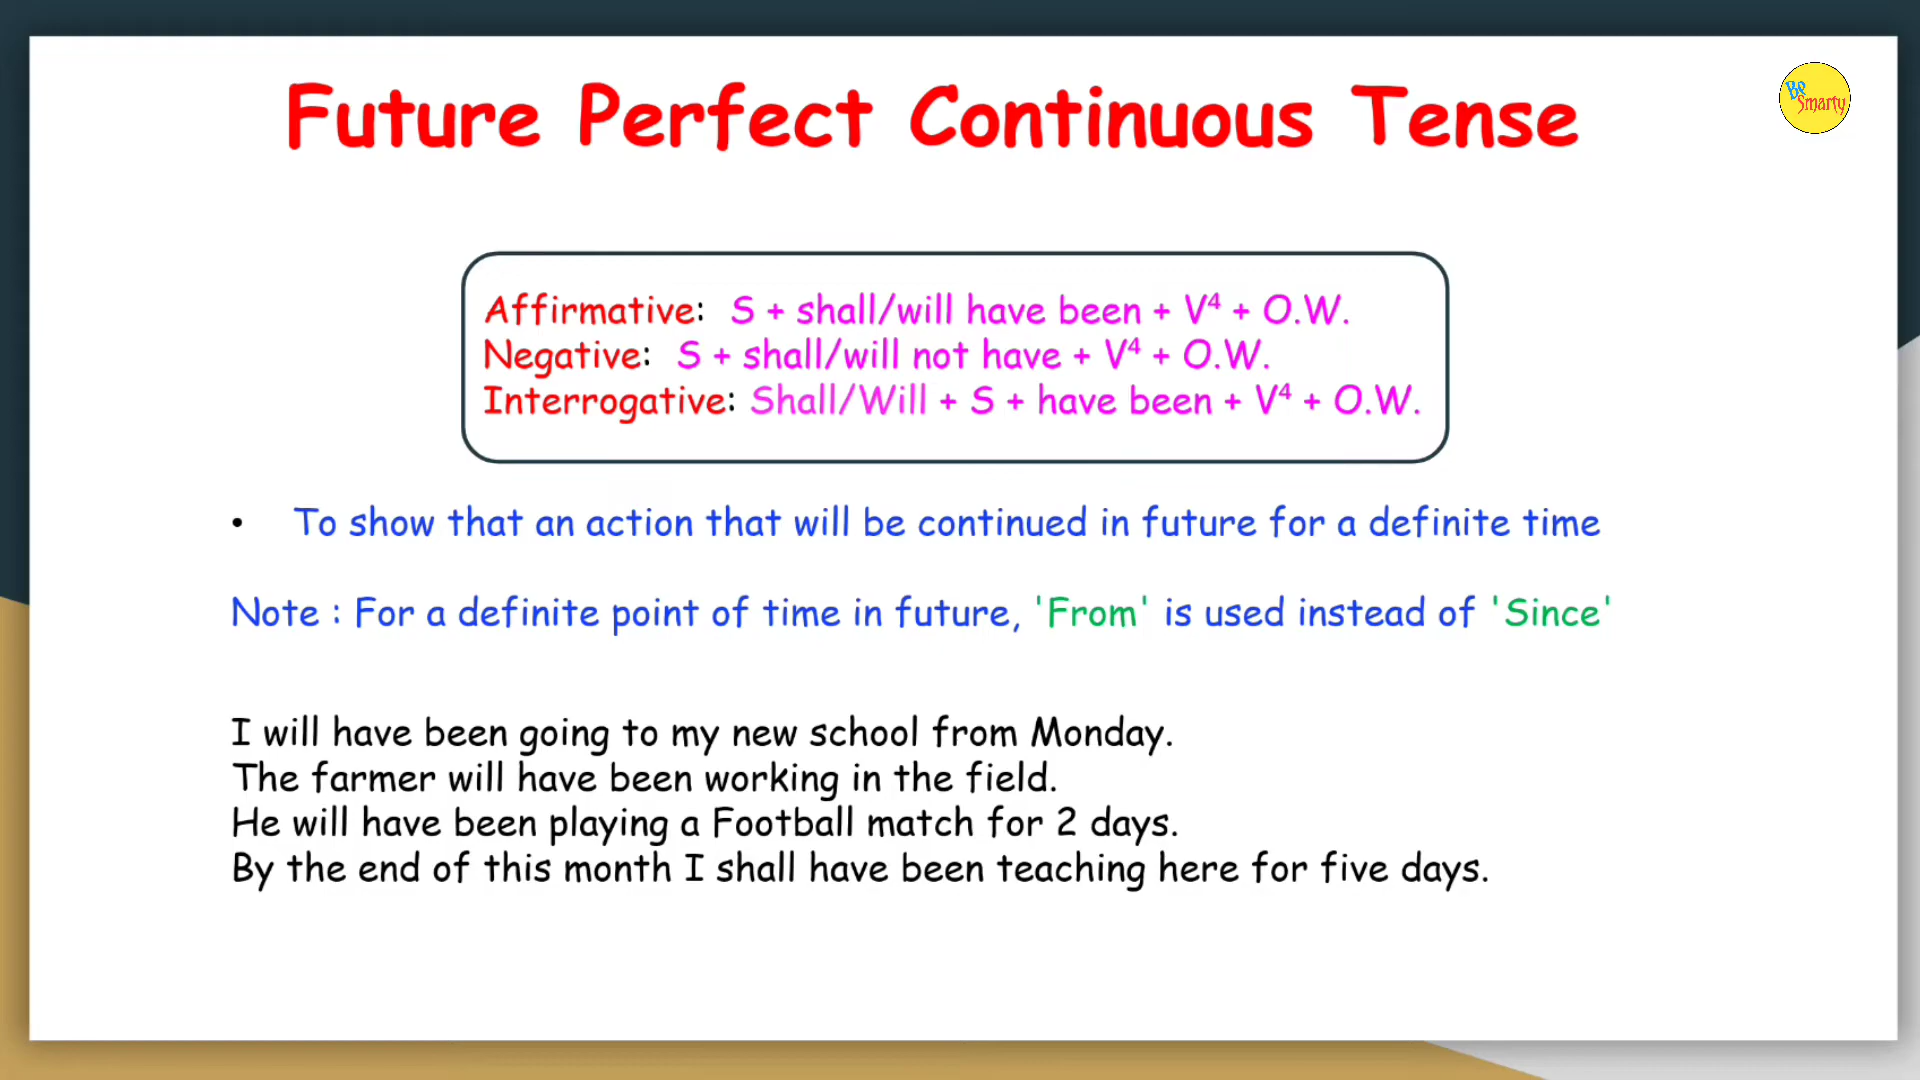 Future Perfect Continuous Tense
Be
Smarty
Affirmative: S + shall/will have been + V⁴ + O.W.
Negative: S + shall/will not have + V⁴ + O.W.
Interrogative: Shall/Will + S + have been + V⁴ + O.W.
• To show that an action that will be continued in future for a definite time
Note : For a definite point of time in future, 'From' is used instead of 'Since'
I will have been going to my new school from Monday.
The farmer will have been working in the field.
He will have been playing a Football match for 2 days.
By the end of this month I shall have been teaching here for five days.